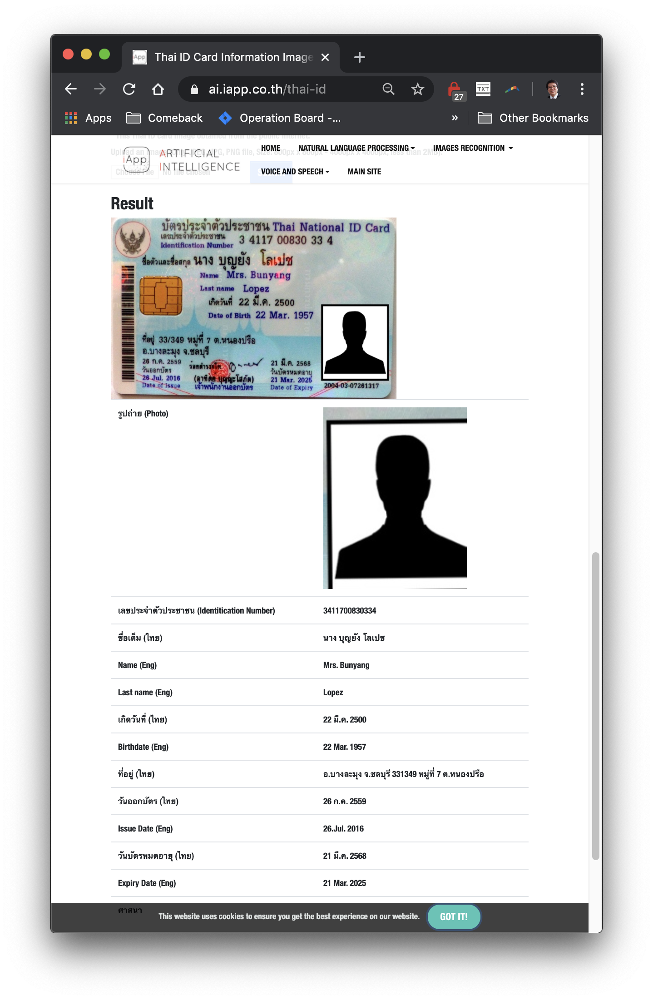 Thai ID Card Information Image
ai.iapp.co.th/thai-id
27
TXT
Apps
Comeback
Operation Board -...
»
Other Bookmarks
This Thai ID card image obtained from the public internet.
HOME
NATURAL LANGUAGE PROCESSING
IMAGES RECOGNITION
iApp
ARTIFICIAL
INTELLIGENCE
Choose File No file chosen
VOICE AND SPEECH
MAIN SITE
Result
บัตรประจำตัวประชาชน Thai National ID Card
เลขประจำตัวประชาชน
Identification Number
3 4117 00830 33 4
ชื่อตัวและชื่อสกุล นาง บุญยัง โลเปซ
Name Mrs. Bunyang
Last name Lopez
เกิดวันที่ 22 มี.ค. 2500
Date of Birth 22 Mar. 1957
ที่อยู่ 33/349 หมู่ที่ 7 ต.หนองปรือ
อ.บางละมุง จ.ชลบุรี
26 ก.ค. 2559
วันออกบัตร
26 Jul. 2016
Date of Issue
เจ้าพนักงานออกบัตร
21 มี.ค. 2568
วันบัตรหมดอายุ
21 Mar. 2025
Date of Expiry
2004-03-07261317
รูปถ่าย (Photo)
เลขประจำตัวประชาชน (Identitication Number) 3411700830334
ชื่อเต็ม (ไทย) นาง บุญยัง โลเปซ
Name (Eng) Mrs. Bunyang
Last name (Eng) Lopez
เกิดวันที่ (ไทย) 22 มี.ค. 2500
Birthdate (Eng) 22 Mar. 1957
ที่อยู่ (ไทย) อ.บางละมุง จ.ชลบุรี 331349 หมู่ที่ 7 ต.หนองปรือ
วันออกบัตร (ไทย) 26 ก.ค. 2559
Issue Date (Eng) 26.Jul. 2016
วันบัตรหมดอายุ (ไทย) 21 มี.ค. 2568
Expiry Date (Eng) 21 Mar. 2025
ศาสนา
This website uses cookies to ensure you get the best experience on our website.
GOT IT!